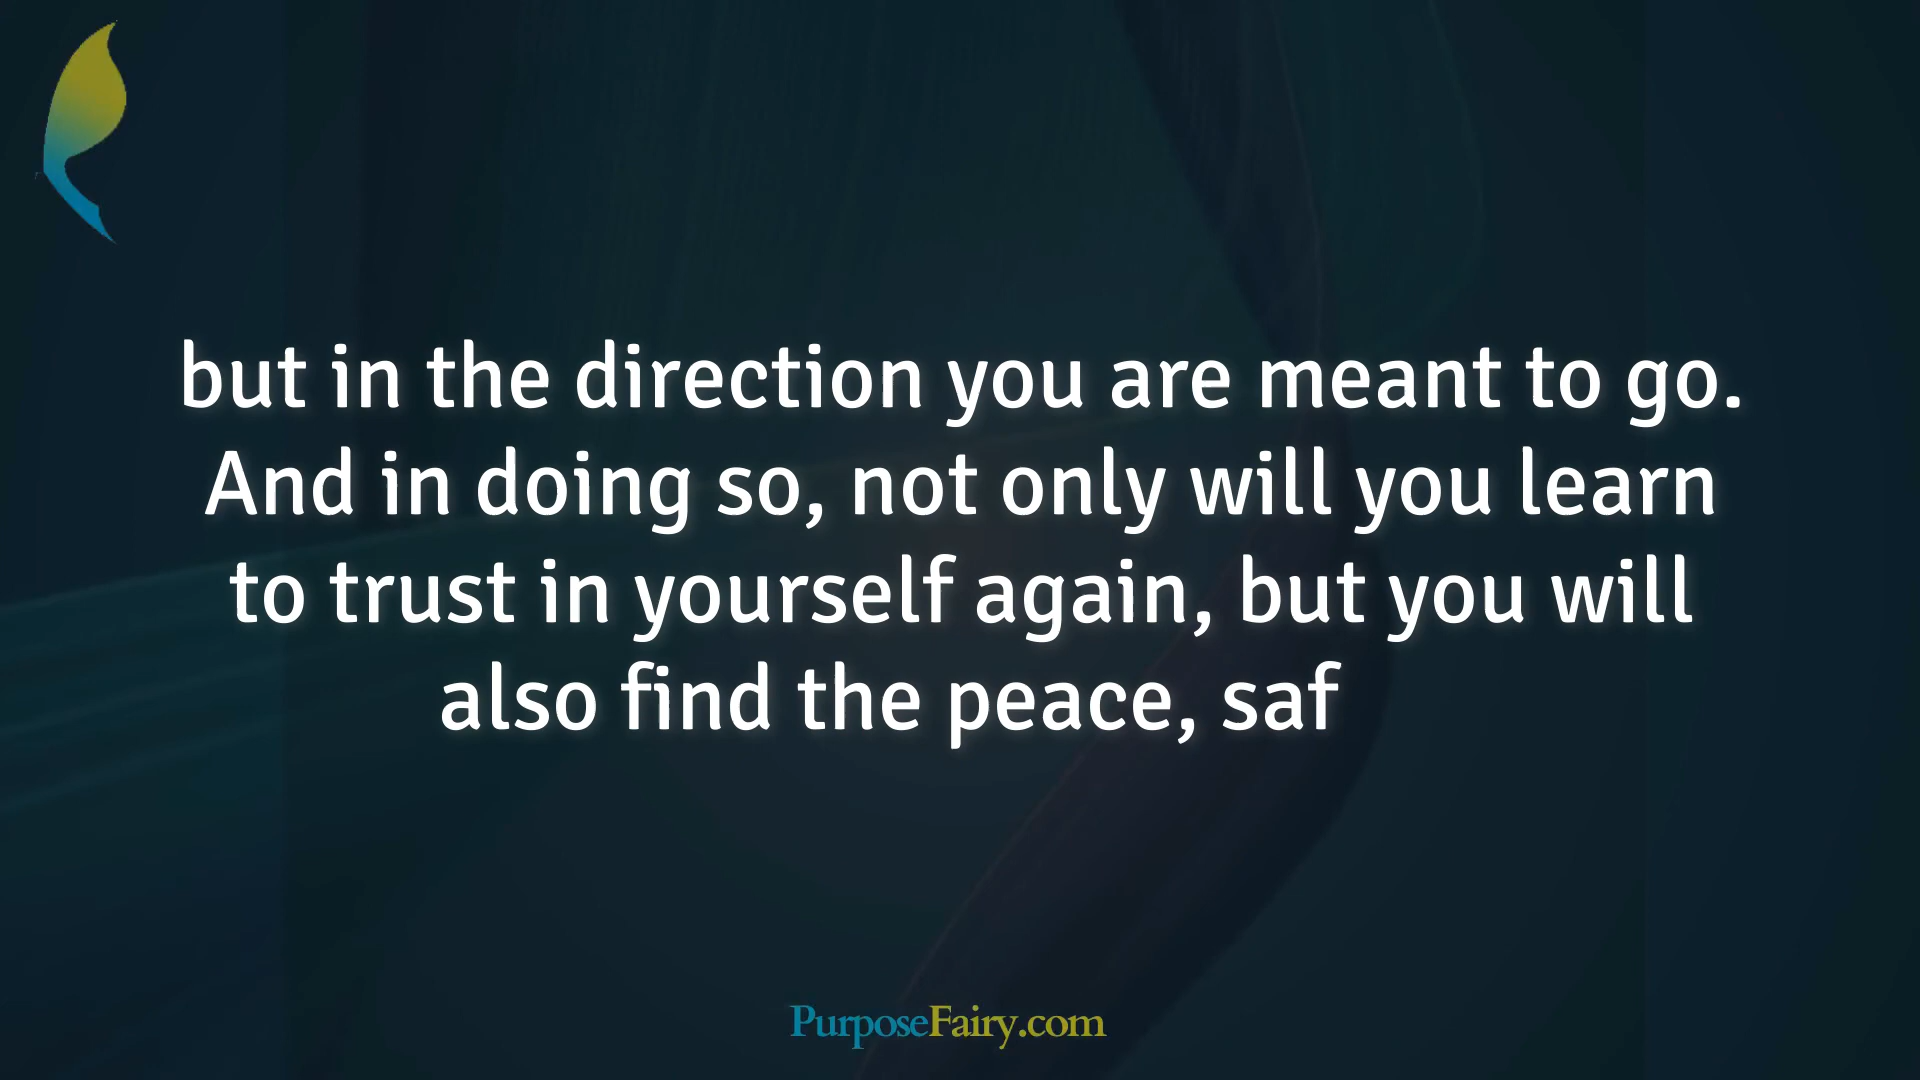 but in the direction you are meant to go.
And in doing so, not only will you learn
to trust in yourself again, but you will
also find the peace, saf
PurposeFairy.com